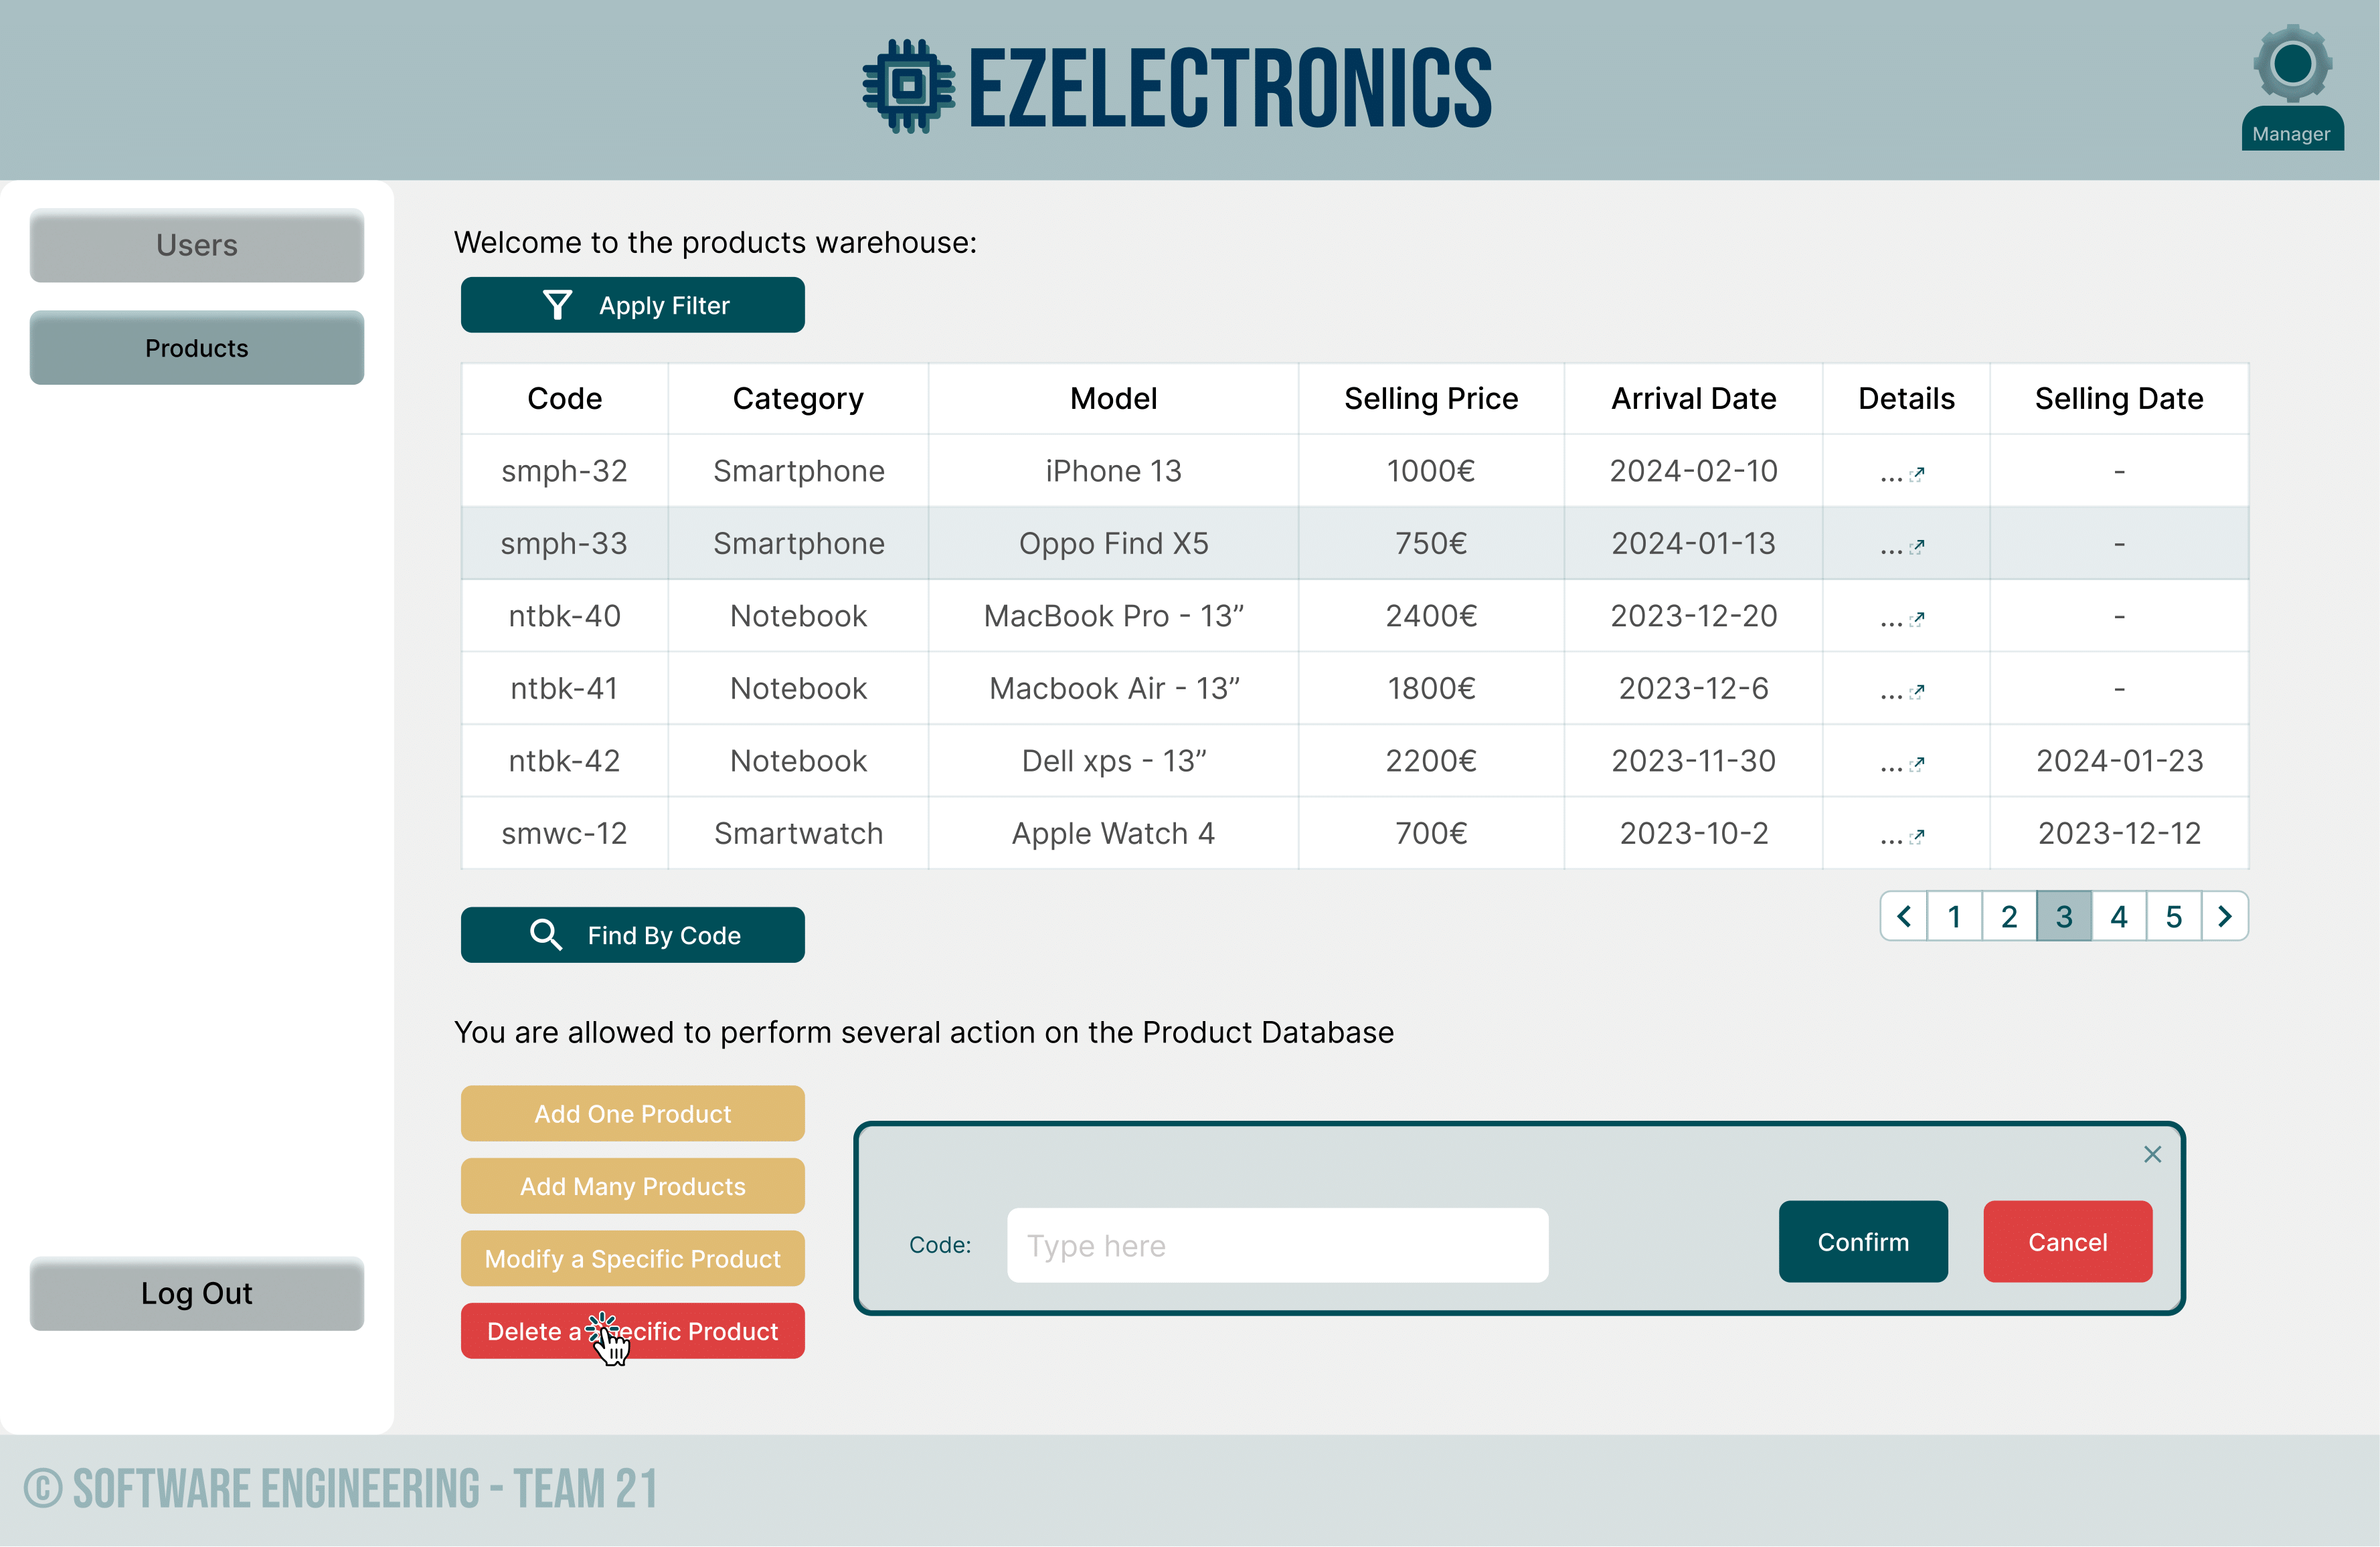 EZELECTRONICS
Manager
Users
Products
Log Out
Welcome to the products warehouse:
Apply Filter
Code Category Model Selling Price Arrival Date Details Selling Date
smph-32 Smartphone iPhone 13 1000€ 2024-02-10 ... -
smph-33 Smartphone Oppo Find X5 750€ 2024-01-13 ... -
ntbk-40 Notebook MacBook Pro - 13” 2400€ 2023-12-20 ... -
ntbk-41 Notebook Macbook Air - 13” 1800€ 2023-12-6 ... -
ntbk-42 Notebook Dell xps - 13” 2200€ 2023-11-30 ... 2024-01-23
smwc-12 Smartwatch Apple Watch 4 700€ 2023-10-2 ... 2023-12-12
1 2 3 4 5
Find By Code
You are allowed to perform several action on the Product Database
Add One Product
Add Many Products
Modify a Specific Product
Delete a Specific Product
Code: Type here Confirm Cancel
© SOFTWARE ENGINEERING - TEAM 21